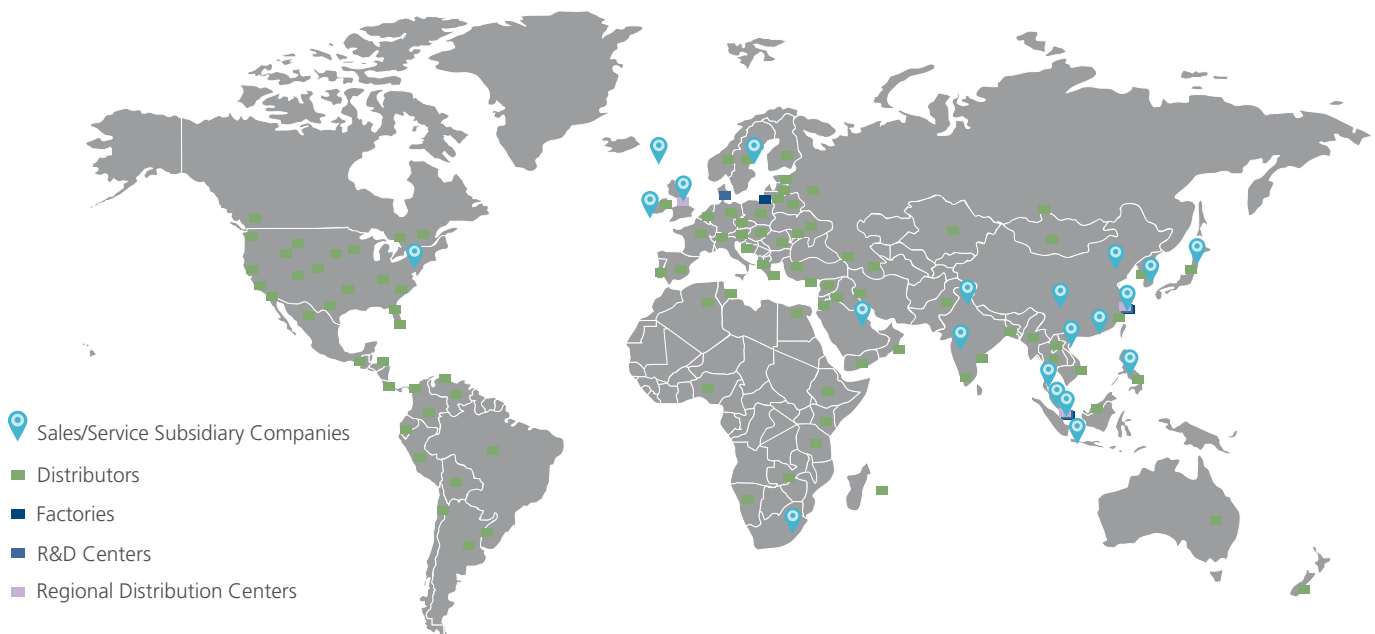 Sales/Service Subsidiary Companies
Distributors
Factories
R&D Centers
Regional Distribution Centers